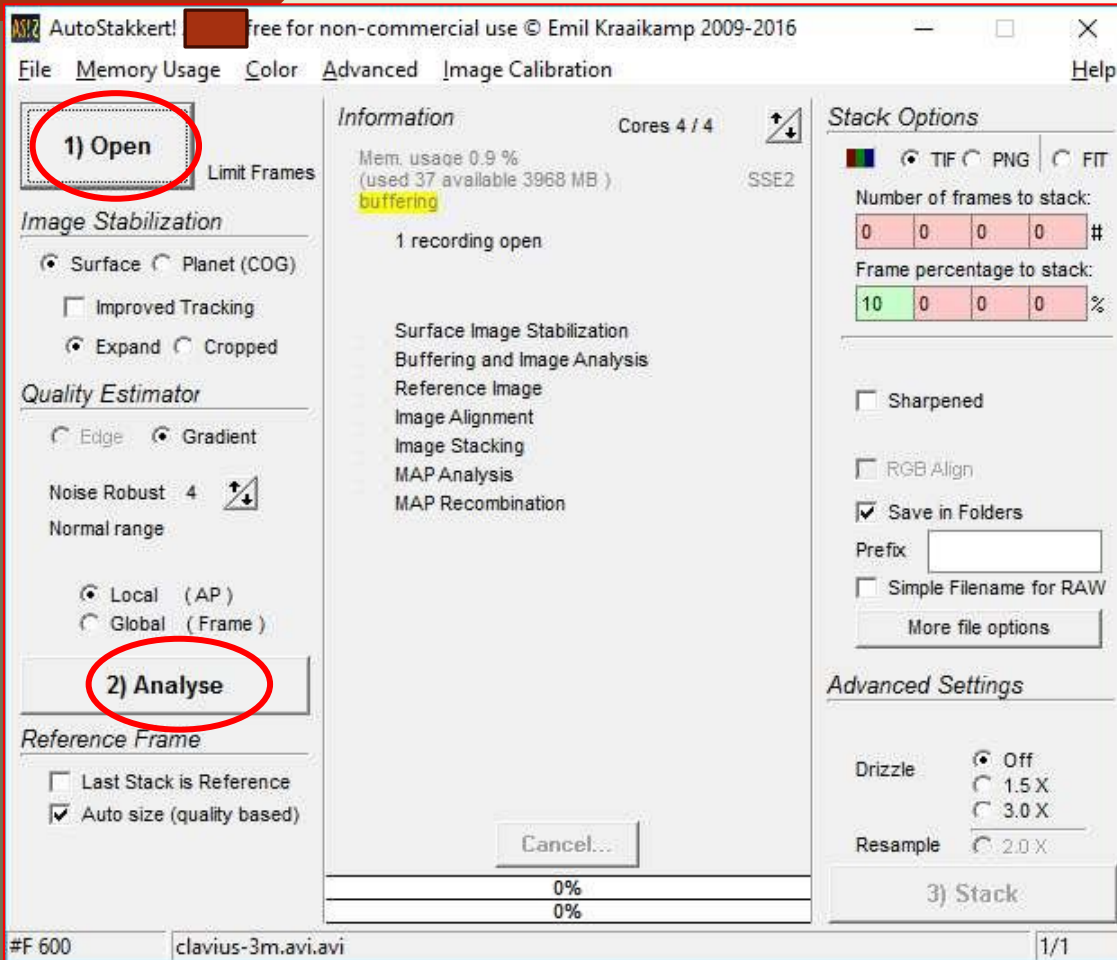 AS!2 AutoStakkert! free for non-commercial use © Emil Kraaikamp 2009-2016
File Memory Usage Color Advanced Image Calibration Help
1) Open
Limit Frames
Image Stabilization
Surface Planet (COG)
Improved Tracking
Expand Cropped
Quality Estimator
Edge Gradient
Noise Robust 4
Normal range
Local (AP)
Global (Frame)
2) Analyse
Reference Frame
Last Stack is Reference
Auto size (quality based)
Information Cores 4 / 4
Mem. usage 0.9 %
(used 37 available 3968 MB ) SSE2
buffering
1 recording open
Surface Image Stabilization
Buffering and Image Analysis
Reference Image
Image Alignment
Image Stacking
MAP Analysis
MAP Recombination
Cancel...
0%
0%
Stack Options
TIF PNG FIT
Number of frames to stack:
0 0 0 0 #
Frame percentage to stack:
10 0 0 0 %
Sharpened
RGB Align
Save in Folders
Prefix
Simple Filename for RAW
More file options
Advanced Settings
Drizzle Off
1.5 X
3.0 X
Resample 2.0 X
3) Stack
#F 600 clavius-3m.avi.avi 1/1